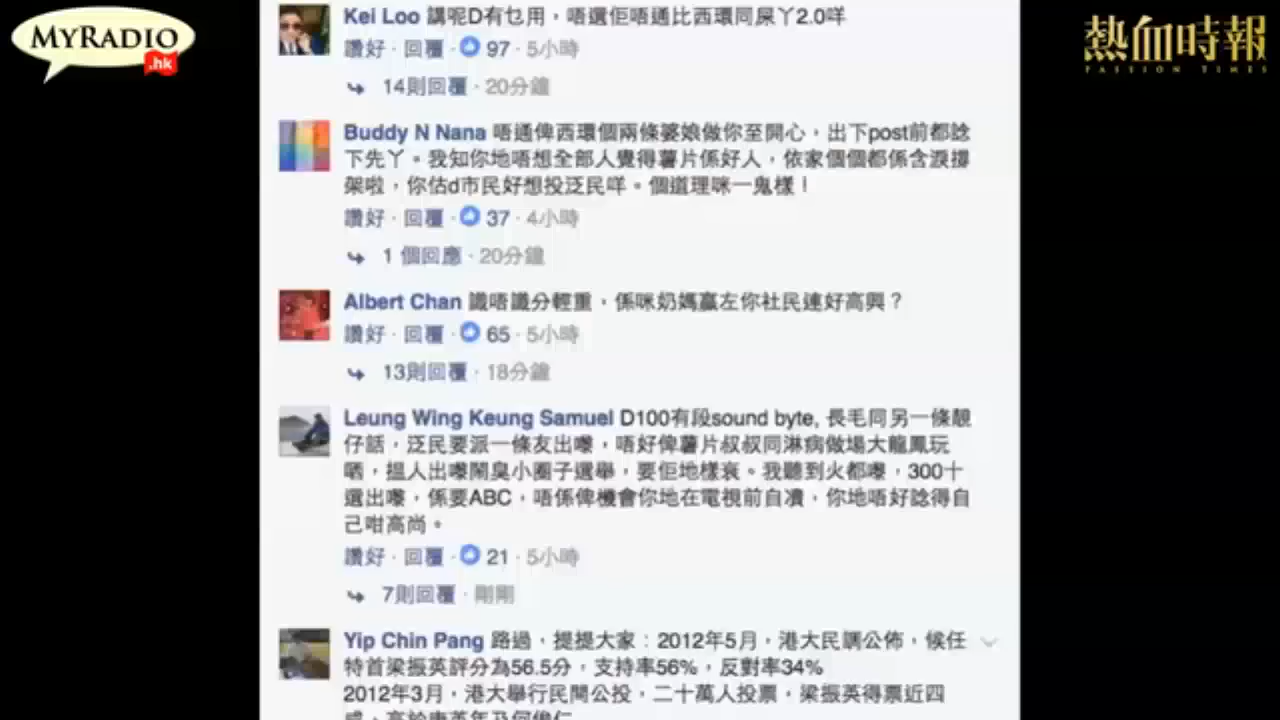 MYRADIO
.hk
熱血時報
PASSION TIMES
Kei Loo 講呢D有乜用，唔選佢唔通比西環同屎丫2.0咩
讚好 · 回覆 · 97 · 5小時
14則回覆 · 20分鐘
Buddy N Nana 唔通俾西環個兩條婆娘做你至開心，出下post前都諗
下先丫。我知你地唔想全部人覺得薯片係好人，依家個個都係含淚撐
架啦，你估d市民好想投泛民咩。個道理咪一鬼樣！
讚好 · 回覆 · 37 · 4小時
1 個回應 · 20分鐘
Albert Chan 識唔識分輕重，係咪奶媽贏左你社民連好高興？
讚好 · 回覆 · 65 · 5小時
13則回覆 · 18分鐘
Leung Wing Keung Samuel D100有段sound byte, 長毛同另一條靚
仔話，泛民要派一條友出嚟，唔好俾薯片叔叔同淋病做場大龍鳳玩
晒，搵人出嚟鬧臭小圈子選舉，要佢地樣衰。我聽到火都嚟，300十
選出嚟，係要ABC，唔係俾機會你地在電視前自凟，你地唔好諗得自
己咁高尚。
讚好 · 回覆 · 21 · 5小時
7則回覆 · 剛剛
Yip Chin Pang 路過，提提大家：2012年5月，港大民調公佈，候任
特首梁振英評分為56.5分，支持率56%，反對率34%
2012年3月，港大舉行民間公投，二十萬人投票，梁振英得票近四
成，高於唐英年及何俊仁